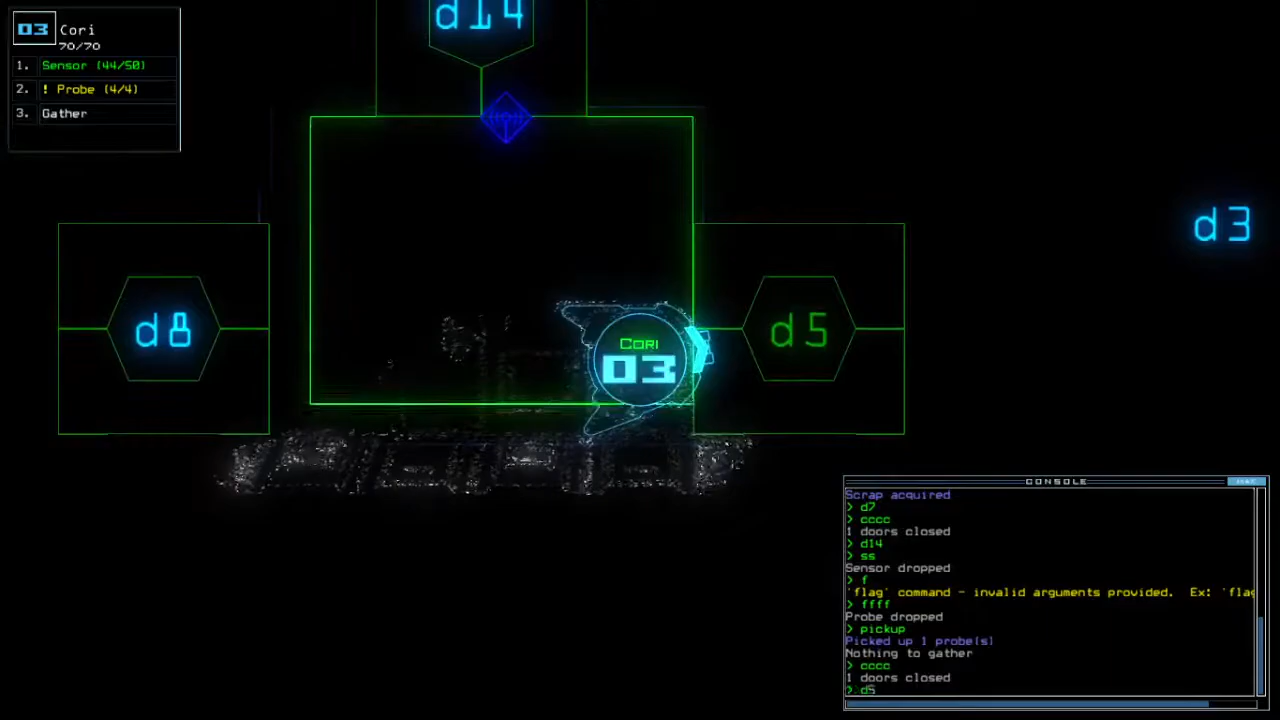 03 Cori
70/70
1. Sensor (44/50)
2. ! Probe (4/4)
3. Gather
d14
d3
d8
d5
Cori
03
CONSOLE
Scrap acquired
> d7
> cccc
1 doors closed
> d14
> ss
Sensor dropped
> f
'flag' command - invalid arguments provided.  Ex: 'flag
> ffff
Probe dropped
> pickup
Picked up 1 probe(s)
Nothing to gather
> cccc
1 doors closed
> d5